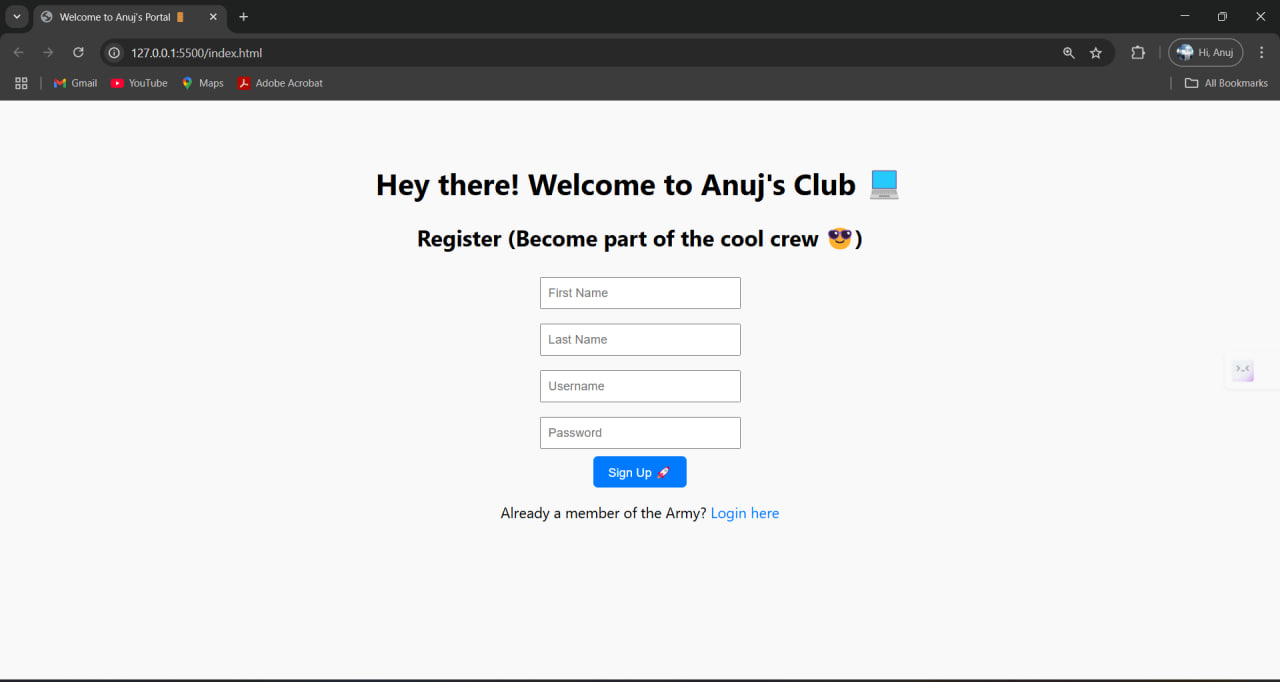 Welcome to Anuj's Portal 🚪
127.0.0.1:5500/index.html
Hi, Anuj
Gmail
YouTube
Maps
Adobe Acrobat
All Bookmarks
Hey there! Welcome to Anuj's Club 💻
Register (Become part of the cool crew 😎)
First Name
Last Name
Username
Password
Sign Up 🚀
Already a member of the Army? Login here